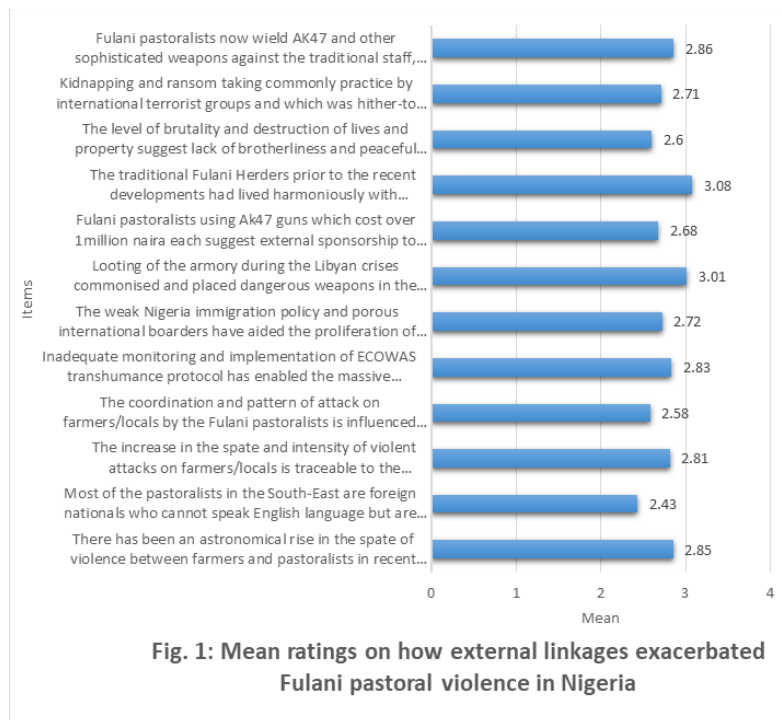 Fulani pastoralists now wield AK47 and other
sophisticated weapons against the traditional staff,...
2.86
Kidnapping and ransom taking commonly practice by
international terrorist groups and which was hither-to...
2.71
The level of brutality and destruction of lives and
property suggest lack of brotherliness and peaceful...
2.6
The traditional Fulani Herders prior to the recent
developments had lived harmoniously with...
3.08
Fulani pastoralists using Ak47 guns which cost over
1million naira each suggest external sponsorship to...
2.68
Looting of the armory during the Libyan crises
commonised and placed dangerous weapons in the...
3.01
The weak Nigeria immigration policy and porous
international boarders have aided the proliferation of...
2.72
Inadequate monitoring and implementation of ECOWAS
transhumance protocol has enabled the massive...
2.83
The coordination and pattern of attack on
farmers/locals by the Fulani pastoralists is influenced...
2.58
The increase in the spate and intensity of violent
attacks on farmers/locals is traceable to the...
2.81
Most of the pastoralists in the South-East are foreign
nationals who cannot speak English language but are...
2.43
There has been an astronomical rise in the spate of
violence between farmers and pastoralists in recent...
2.85
Items
0 1 2 3 4
Mean
Fig. 1: Mean ratings on how external linkages exacerbated
Fulani pastoral violence in Nigeria